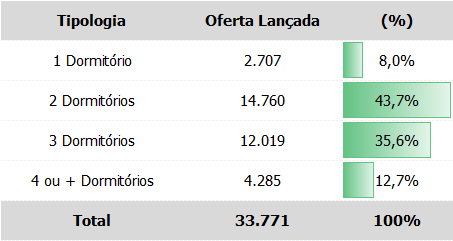 Tipologia Oferta Lançada (%)
1 Dormitório 2.707 8,0%
2 Dormitórios 14.760 43,7%
3 Dormitórios 12.019 35,6%
4 ou + Dormitórios 4.285 12,7%
Total 33.771 100%